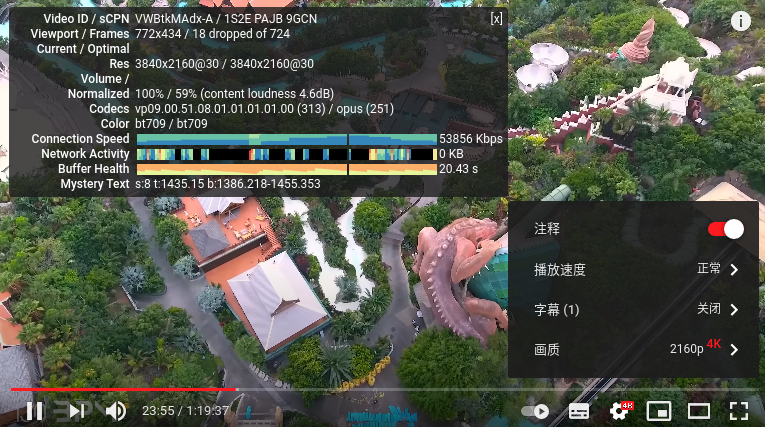 Video ID / sCPN VWBtkMAdx-A / 1S2E PAJB 9GCN [x]
Viewport / Frames 772x434 / 18 dropped of 724
Current / Optimal
Res 3840x2160@30 / 3840x2160@30
Volume /
Normalized 100% / 59% (content loudness 4.6dB)
Codecs vp09.00.51.08.01.01.01.01.00 (313) / opus (251)
Color bt709 / bt709
Connection Speed 53856 Kbps
Network Activity 0 KB
Buffer Health 20.43 s
Mystery Text s:8 t:1435.15 b:1386.218-1455.353
注释
播放速度 正常
字幕 (1) 关闭
画质 2160p 4K
23:55 / 1:19:37
4K